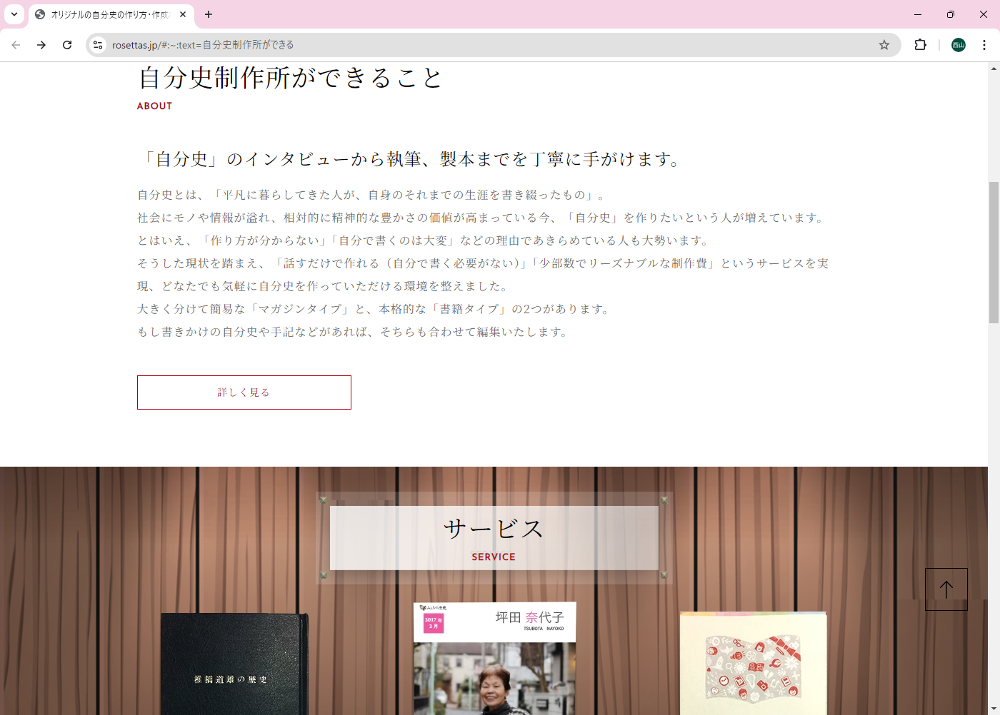 オリジナルの自分史の作り方・作成
rosettas.jp/#:~:text=自分史制作所ができる
西山
自分史制作所ができること
ABOUT
「自分史」のインタビューから執筆、製本までを丁寧に手がけます。
自分史とは、「平凡に暮らしてきた人が、自身のそれまでの生涯を書き綴ったもの」。
社会にモノや情報が溢れ、相対的に精神的な豊かさの価値が高まっている今、「自分史」を作りたいという人が増えています。
とはいえ、「作り方が分からない」「自分で書くのは大変」などの理由であきらめている人も大勢います。
そうした現状を踏まえ、「話すだけで作れる（自分で書く必要がない）」「少部数でリーズナブルな制作費」というサービスを実
現、どなたでも気軽に自分史を作っていただける環境を整えました。
大きく分けて簡易な「マガジンタイプ」と、本格的な「書籍タイプ」の2つがあります。
もし書きかけの自分史や手記などがあれば、そちらも合わせて編集いたします。
詳しく見る
サービス
SERVICE
椎橋道雄の歴史
みんなの歴史
2017年
2月
坪田 奈代子
TSUBOTA NAYOKO